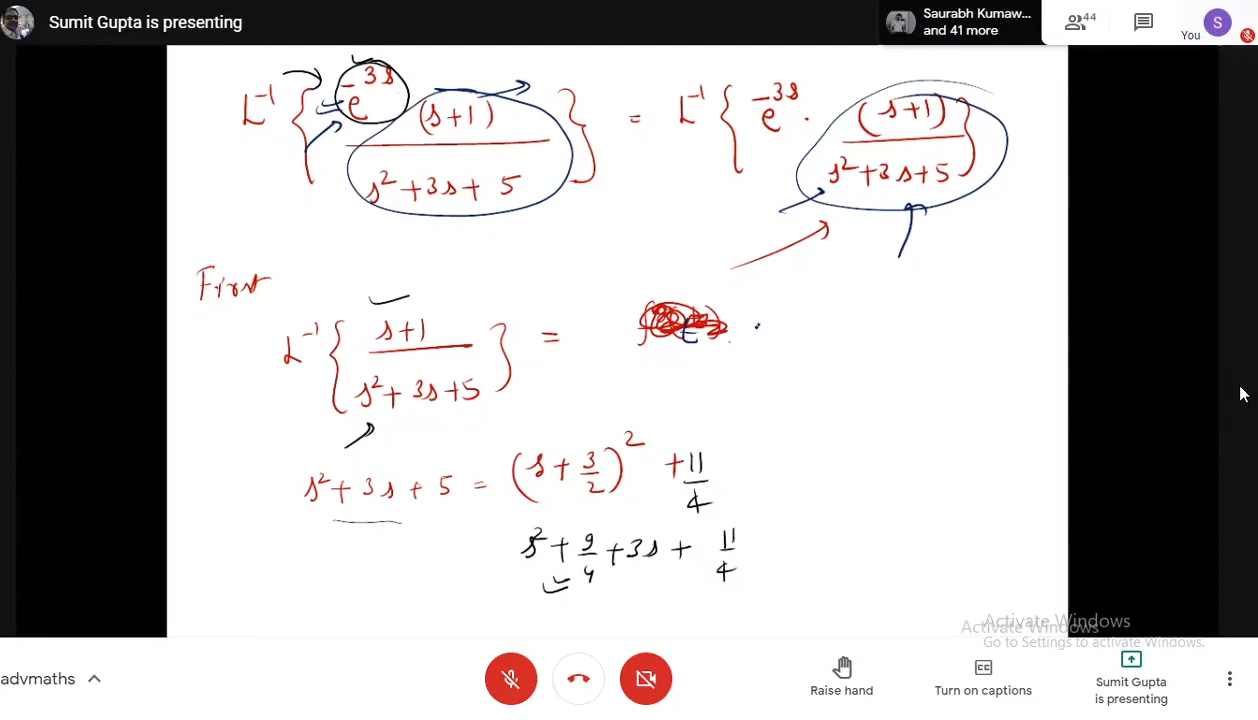 Sumit Gupta is presenting
Saurabh Kumaw...
and 41 more
44
You
S
L⁻¹ { e⁻³ˢ (s+1) / s²+3s+5 } = L⁻¹ { e⁻³ˢ · (s+1) / s²+3s+5 }
First
L⁻¹ { s+1 / s²+3s+5 } =
s²+3s+5 = (s+3/2)² + 11/4
s²+9/4+3s+11/4
Activate Windows
Activate Windows
Go to Settings to activate Windows.
advmaths
Raise hand
Turn on captions
Sumit Gupta
is presenting